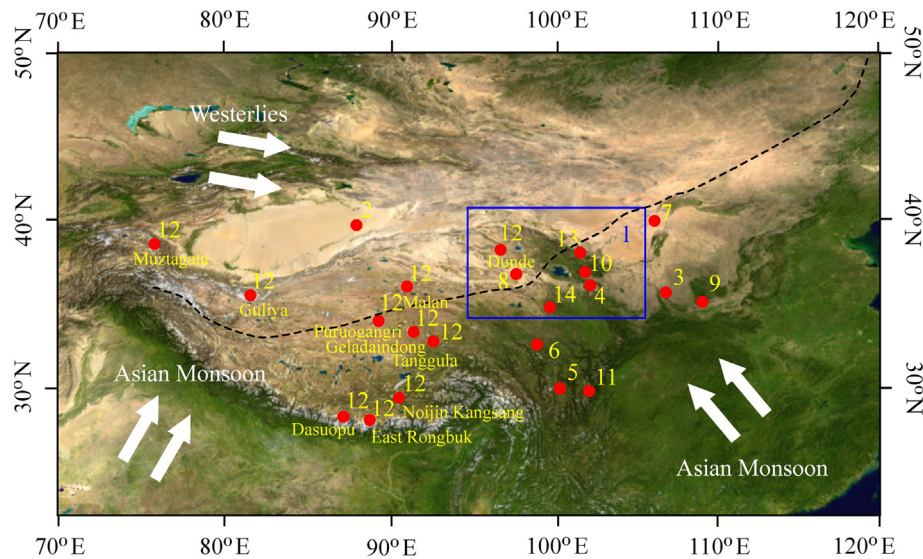 70°E 80°E 90°E 100°E 110°E 120°E
50°N 50°N
Westerlies
40°N 40°N
2 7
12 12 13 1
Muztagata Dunde
12 12 8 10 3 9
Guliya Malan 14 4
12 12 12
Puruogangri
Geladaindong
Tanggula 6
Asian Monsoon
30°N 12 5 11 30°N
12 12 Noijin Kangsang
Dasuopu East Rongbuk
Asian Monsoon
70°E 80°E 90°E 100°E 110°E 120°E